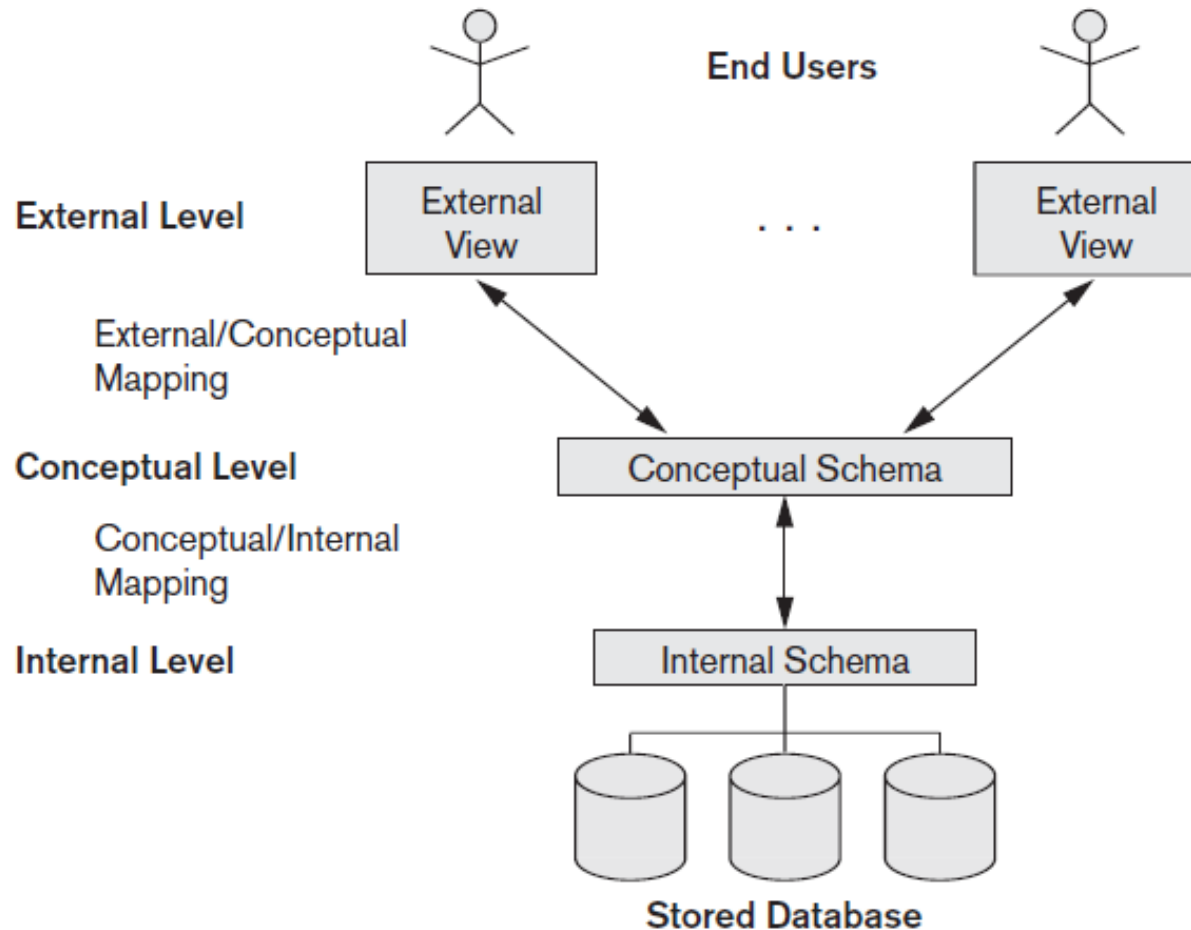 End Users
External Level
External
View
. . .
External
View
External/Conceptual
Mapping
Conceptual Level
Conceptual Schema
Conceptual/Internal
Mapping
Internal Level
Internal Schema
Stored Database